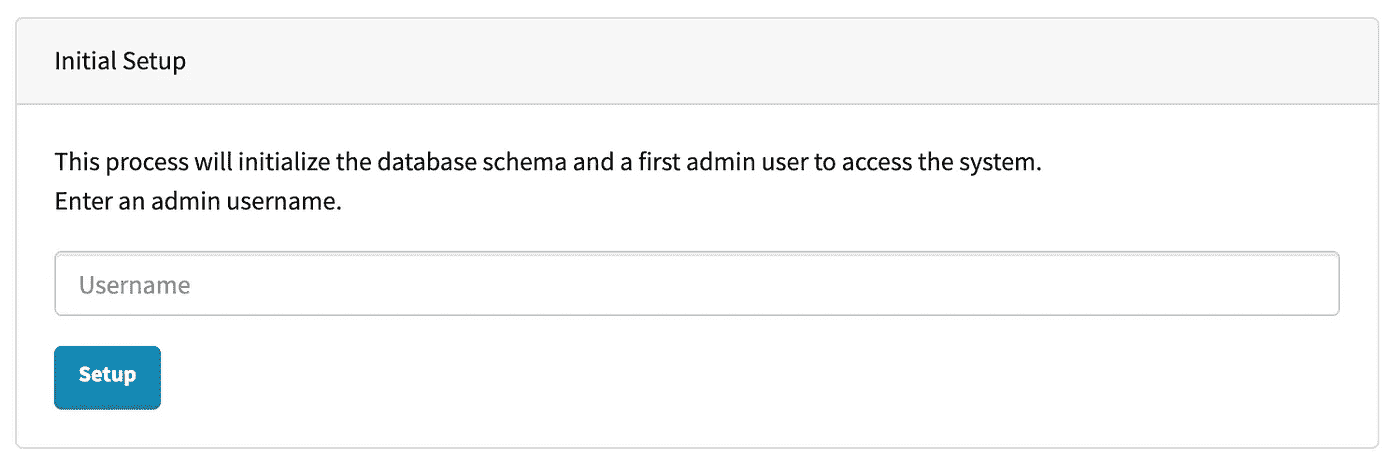 Initial Setup
This process will initialize the database schema and a first admin user to access the system.
Enter an admin username.
Username
Setup